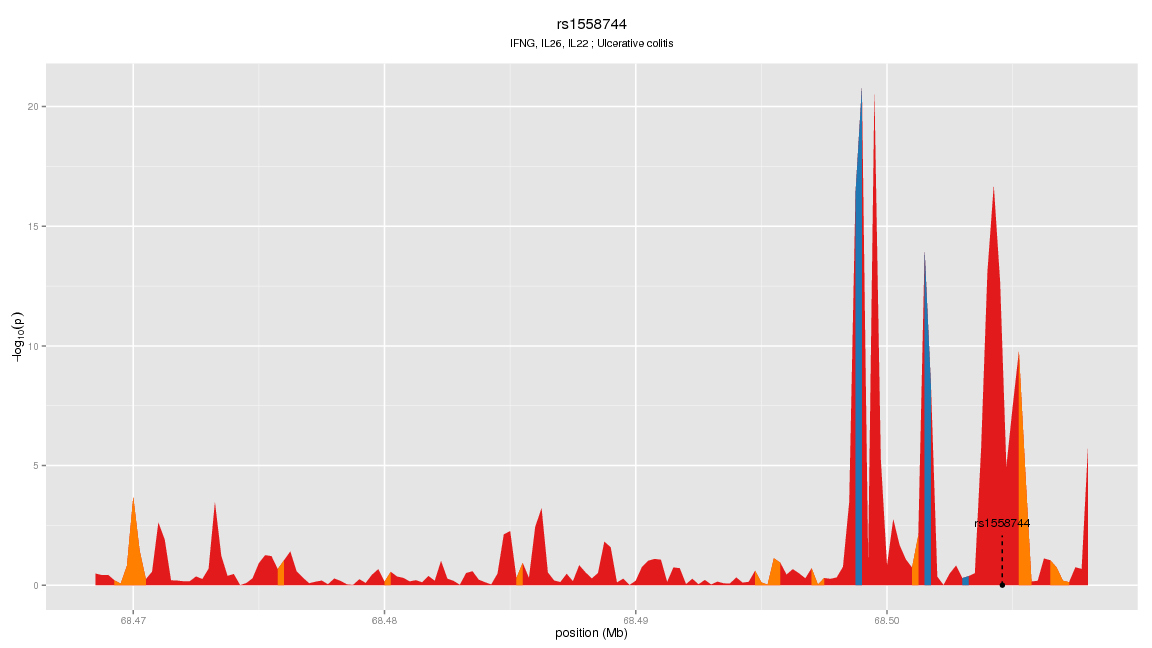 rs1558744
IFNG, IL26, IL22 ; Ulcerative colitis
20
15
10
5
0
−log10(p)
rs1558744
68.47 68.48 68.49 68.50
position (Mb)